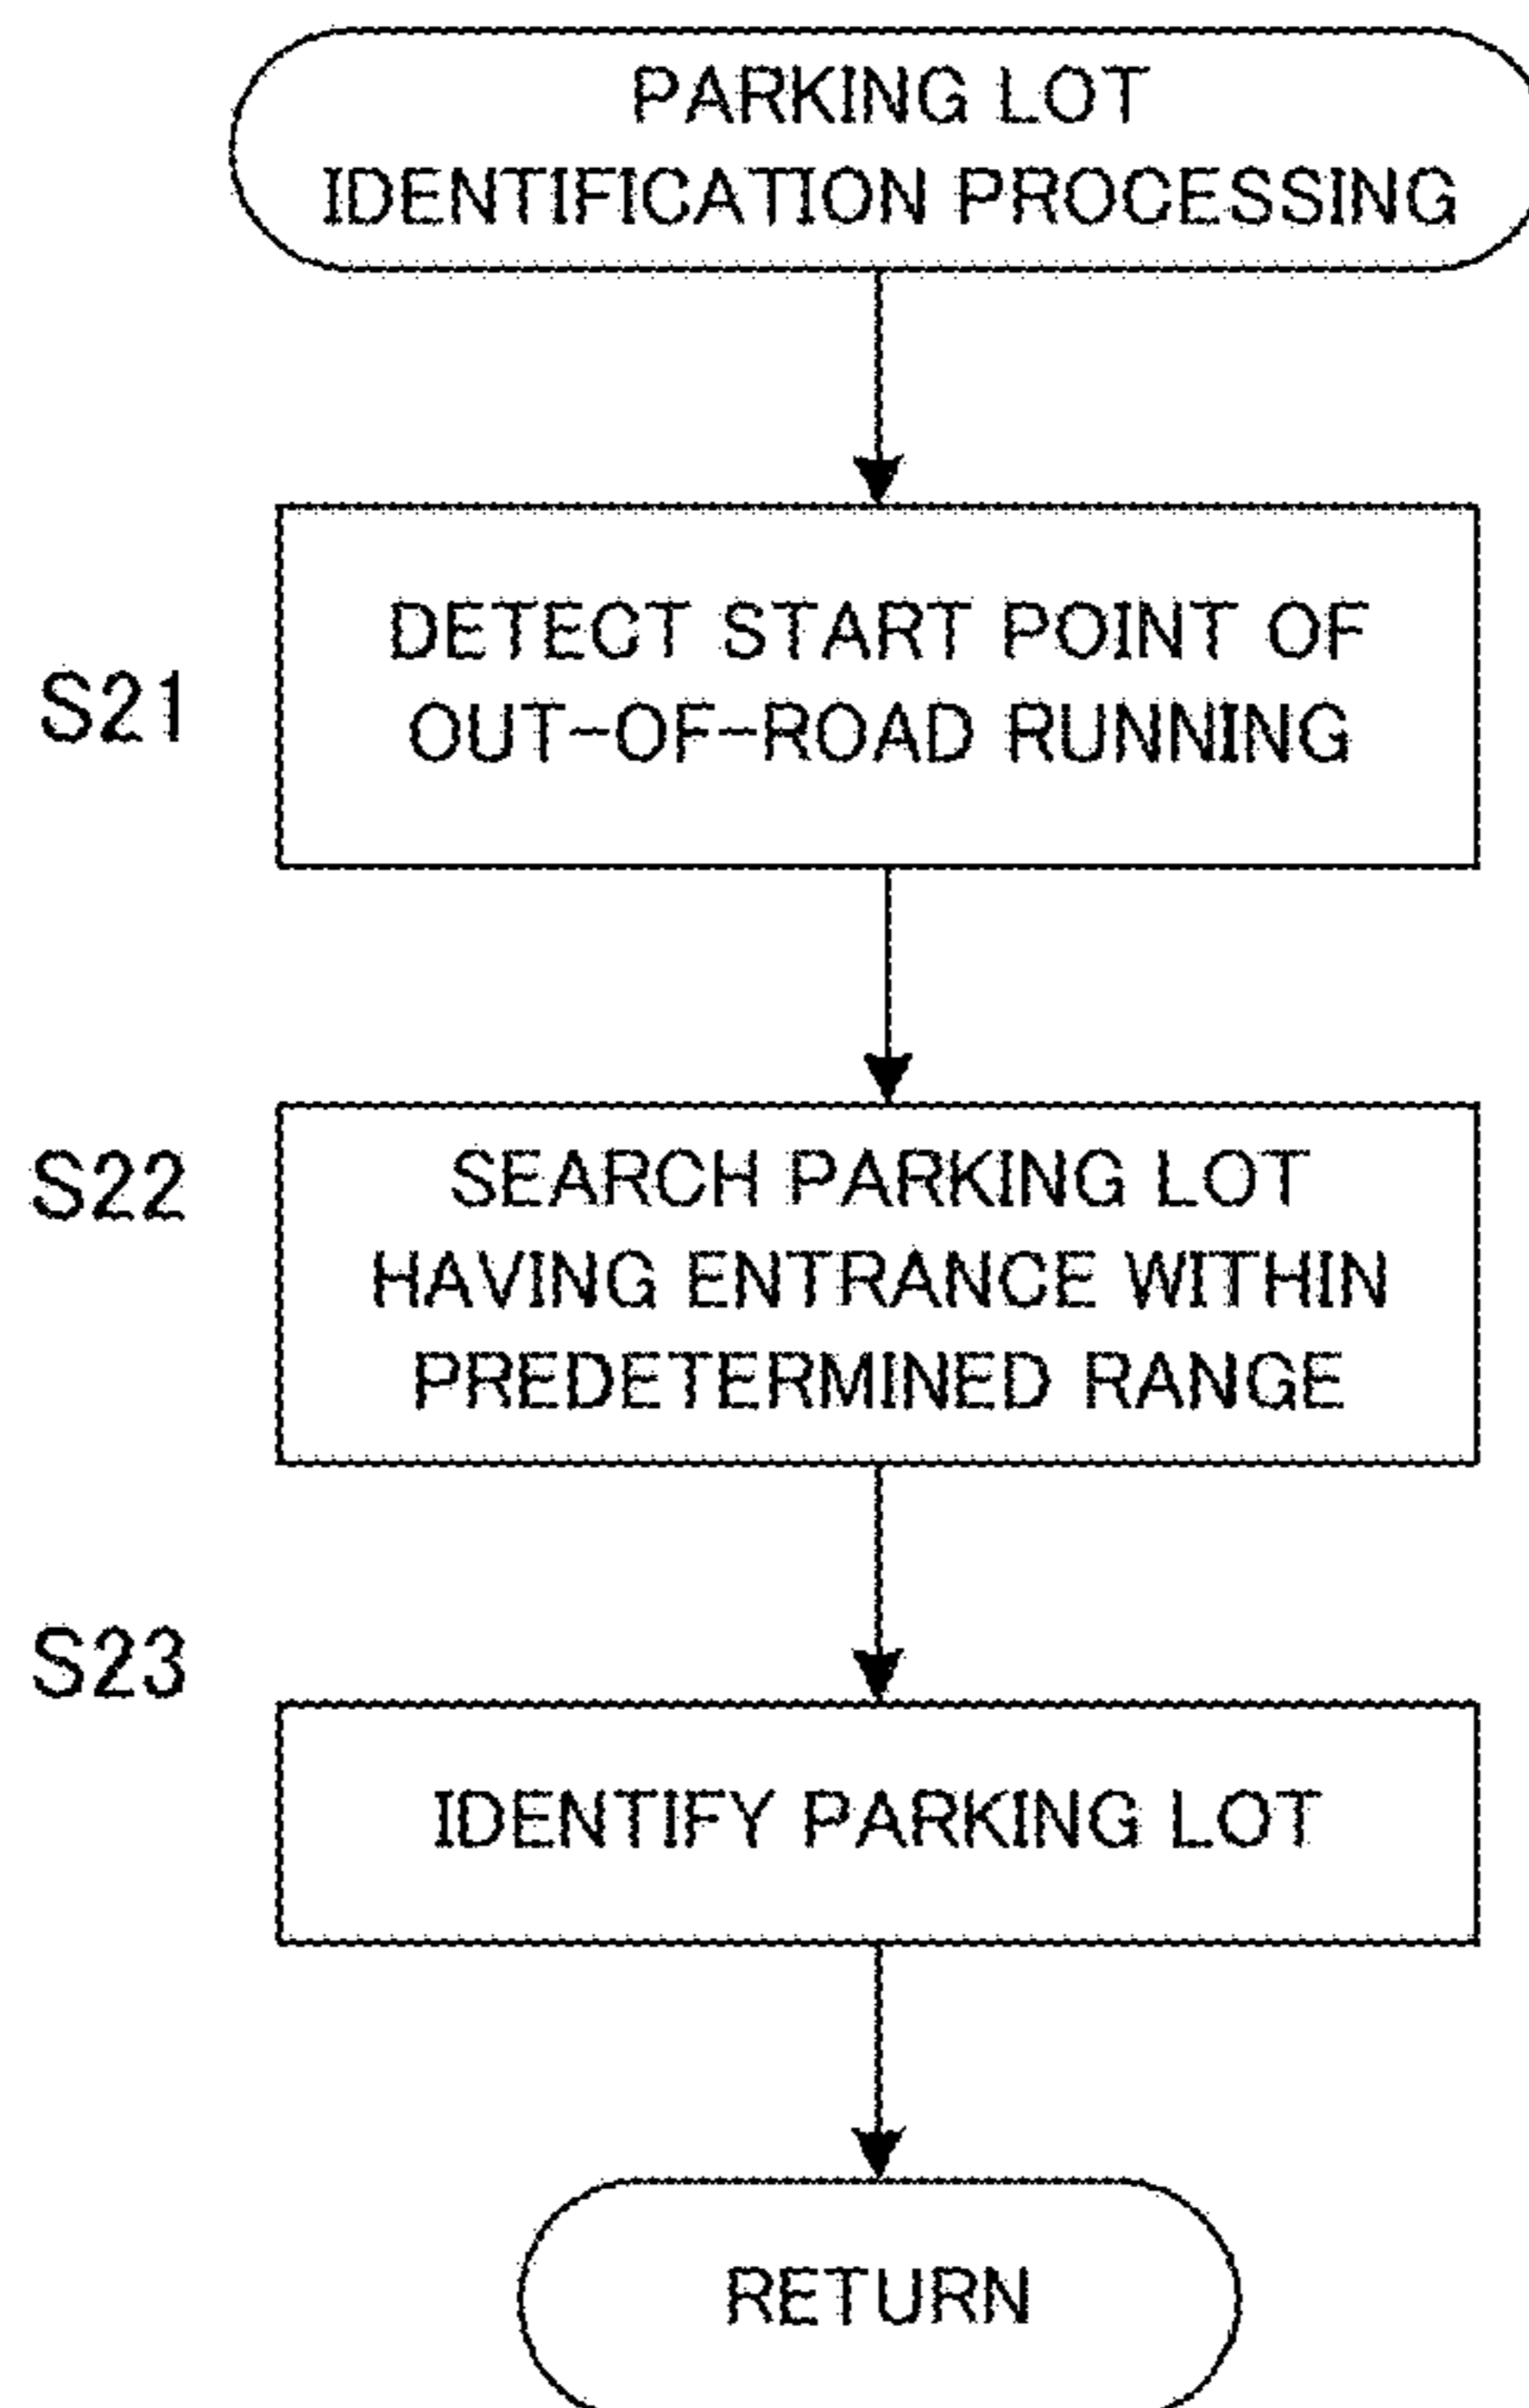 PARKING LOT
IDENTIFICATION PROCESSING
S21
DETECT START POINT OF
OUT-OF-ROAD RUNNING
S22
SEARCH PARKING LOT
HAVING ENTRANCE WITHIN
PREDETERMINED RANGE
S23
IDENTIFY PARKING LOT
RETURN